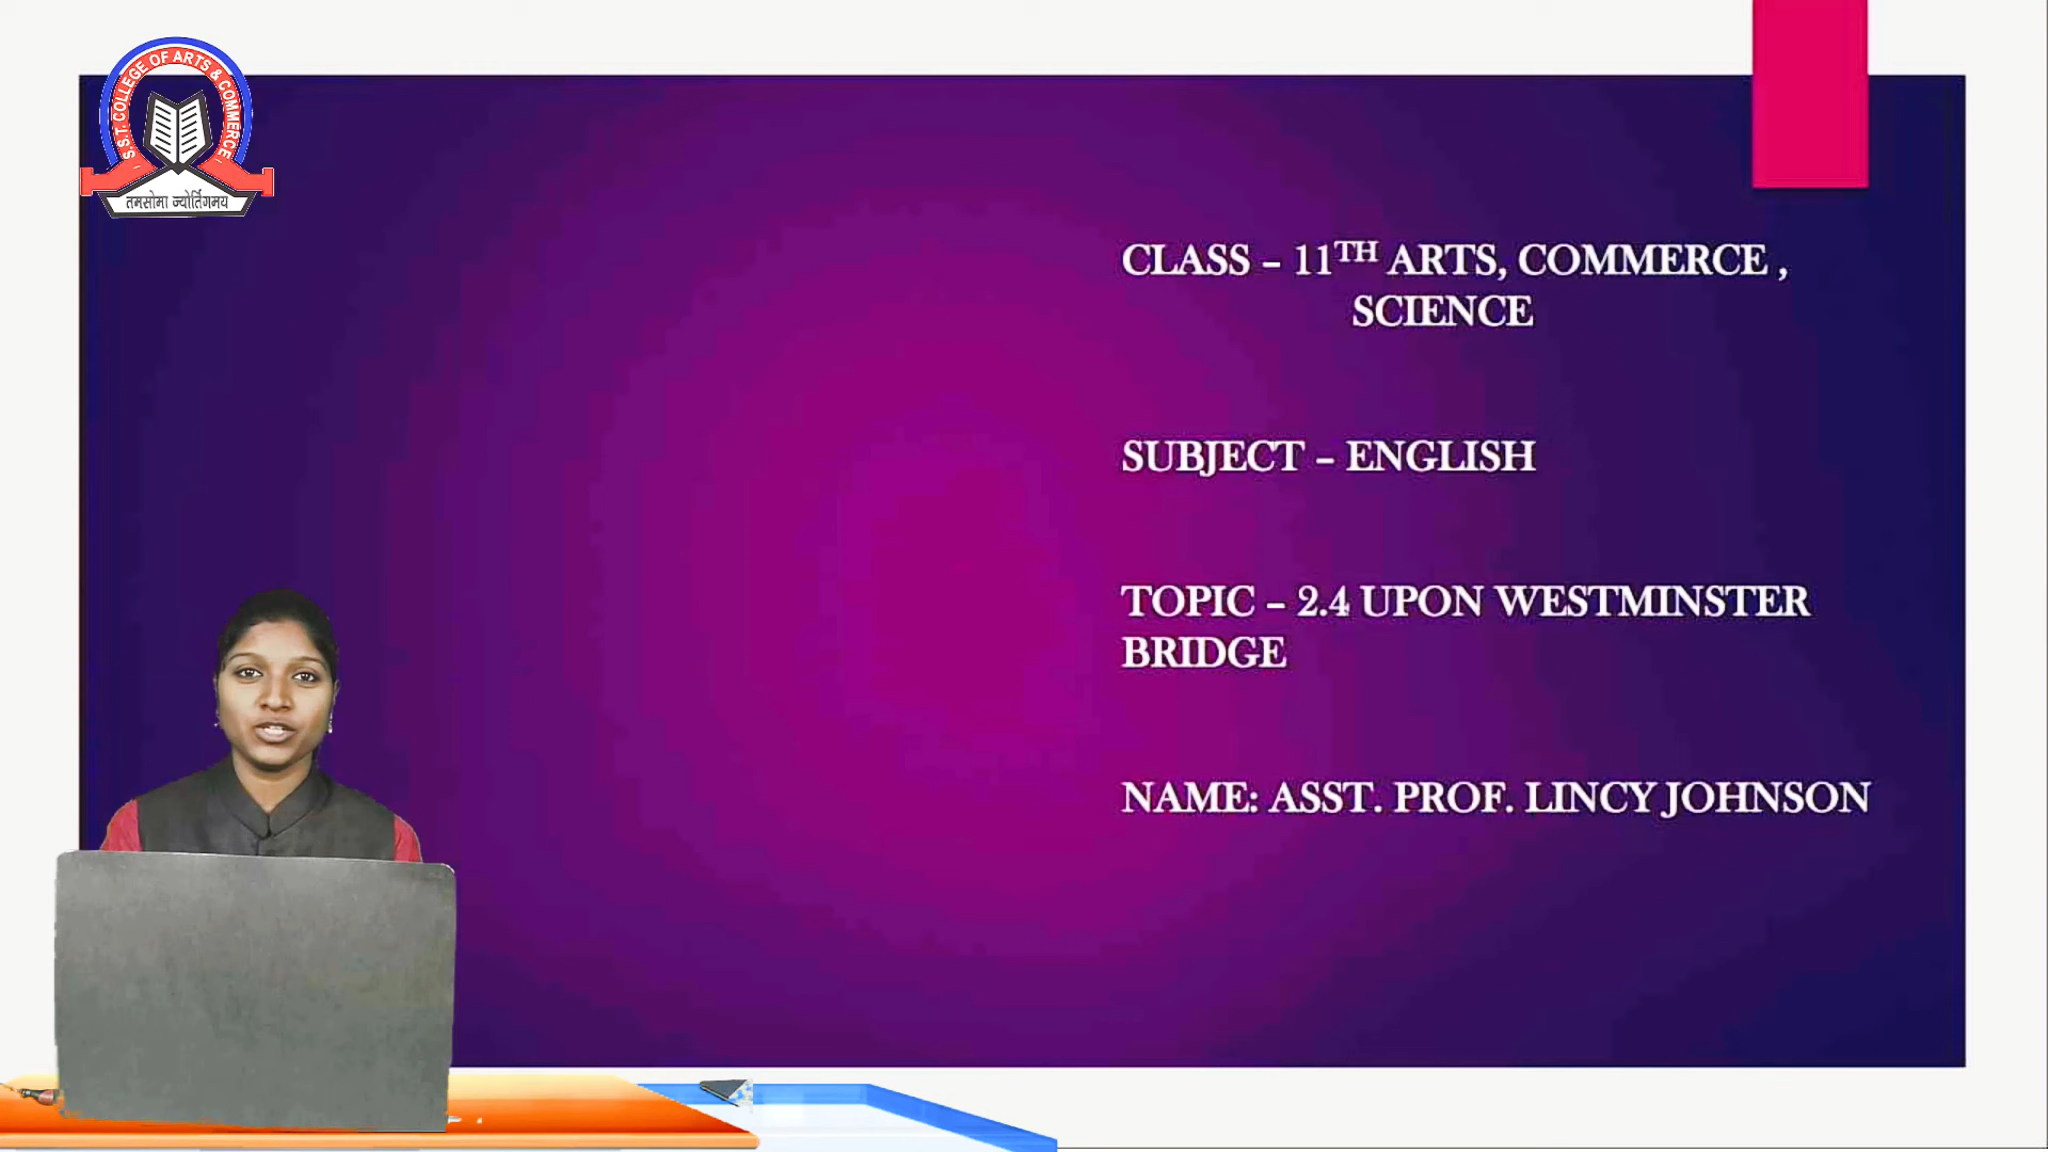 S.S.T. COLLEGE OF ARTS & COMMERCE
तमसोमा ज्योर्तिगमय
CLASS – 11TH ARTS, COMMERCE ,
SCIENCE
SUBJECT – ENGLISH
TOPIC – 2.4 UPON WESTMINSTER
BRIDGE
NAME: ASST. PROF. LINCY JOHNSON